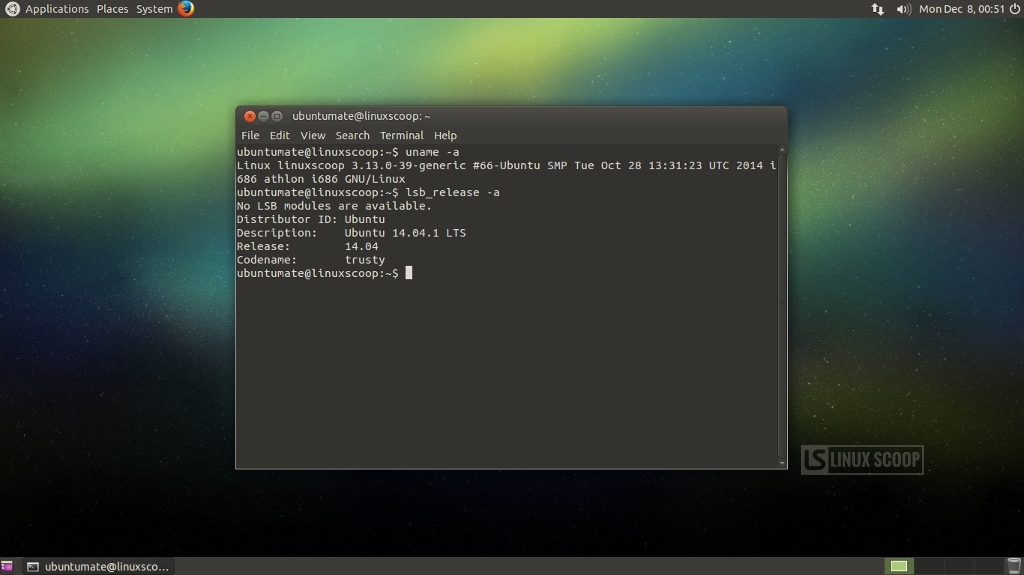 Applications Places System
Mon Dec 8, 00:51
ubuntumate@linuxscoop: ~
File Edit View Search Terminal Help
ubuntumate@linuxscoop:~$ uname -a
Linux linuxscoop 3.13.0-39-generic #66-Ubuntu SMP Tue Oct 28 13:31:23 UTC 2014 i
686 athlon i686 GNU/Linux
ubuntumate@linuxscoop:~$ lsb_release -a
No LSB modules are available.
Distributor ID: Ubuntu
Description:    Ubuntu 14.04.1 LTS
Release:        14.04
Codename:       trusty
ubuntumate@linuxscoop:~$
LS LINUX SCOOP
ubuntumate@linuxsco...